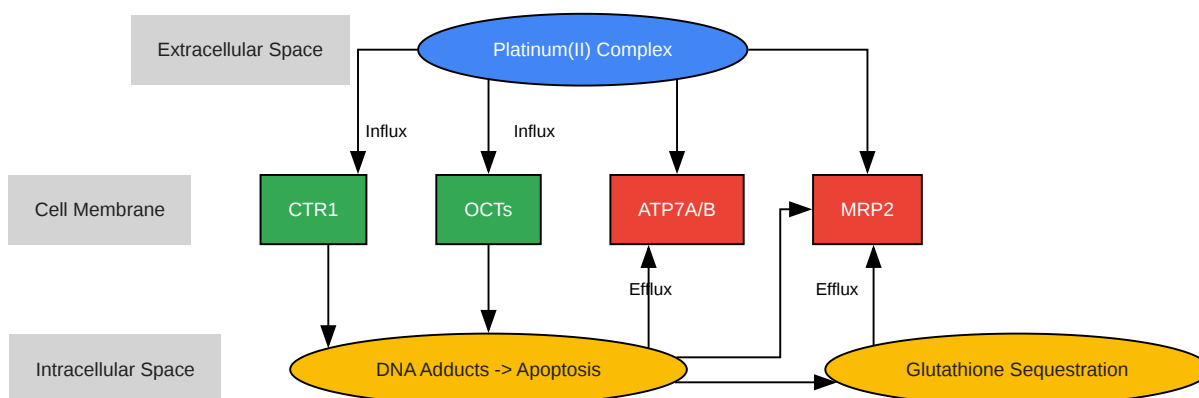 Extracellular Space
Platinum(II) Complex
Influx
Influx
Cell Membrane
CTR1
OCTs
ATP7A/B
MRP2
Efflux
Efflux
Intracellular Space
DNA Adducts -> Apoptosis
Glutathione Sequestration